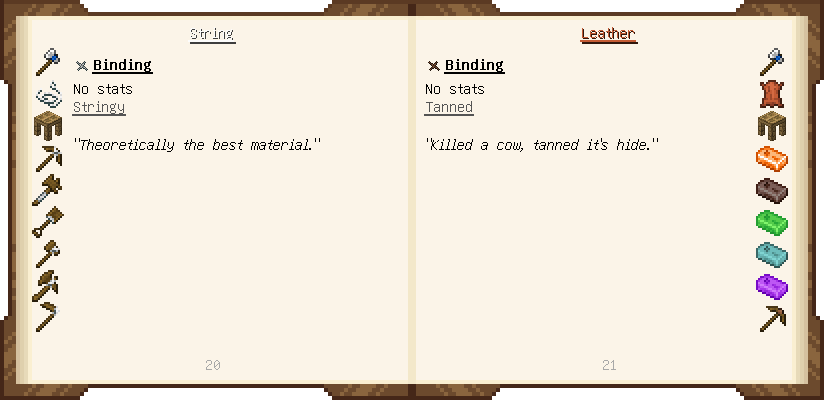 String
Binding
No stats
Stringy
"Theoretically the best material."
20
Leather
Binding
No stats
Tanned
"Killed a cow, tanned it's hide."
21